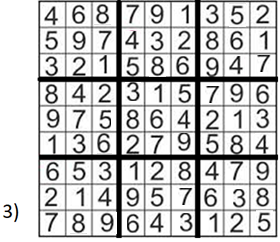 4 6 8 7 9 1 3 5 2
5 9 7 4 3 2 8 6 1
3 2 1 5 8 6 9 4 7
8 4 2 3 1 5 7 9 6
9 7 5 8 6 4 2 1 3
1 3 6 2 7 9 5 8 4
6 5 3 1 2 8 4 7 9
3) 2 1 4 9 5 7 6 3 8
7 8 9 6 4 3 1 2 5